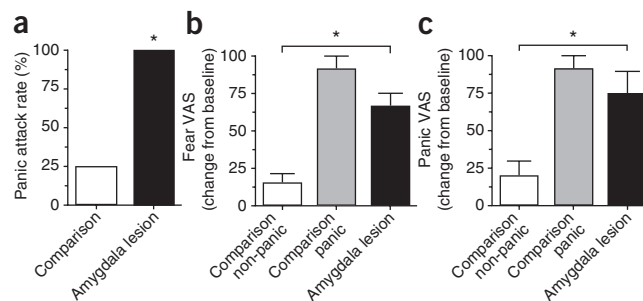 a
Panic attack rate (%)
100
75
50
25
0
*
Comparison
Amygdala lesion
b
Fear VAS
(change from baseline)
100
75
50
25
0
*
Comparison
non-panic
Comparison
panic
Amygdala lesion
c
Panic VAS
(change from baseline)
100
75
50
25
0
*
Comparison
non-panic
Comparison
panic
Amygdala lesion